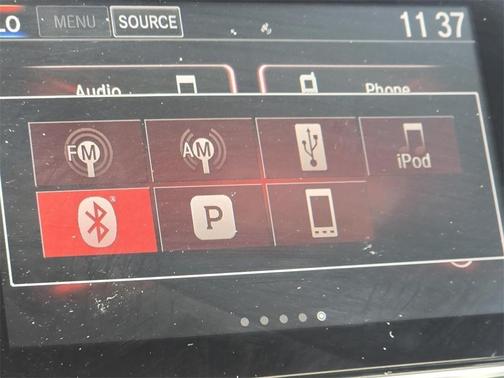 LO MENU SOURCE 11 37
Audio Phone
FM AM iPod
P